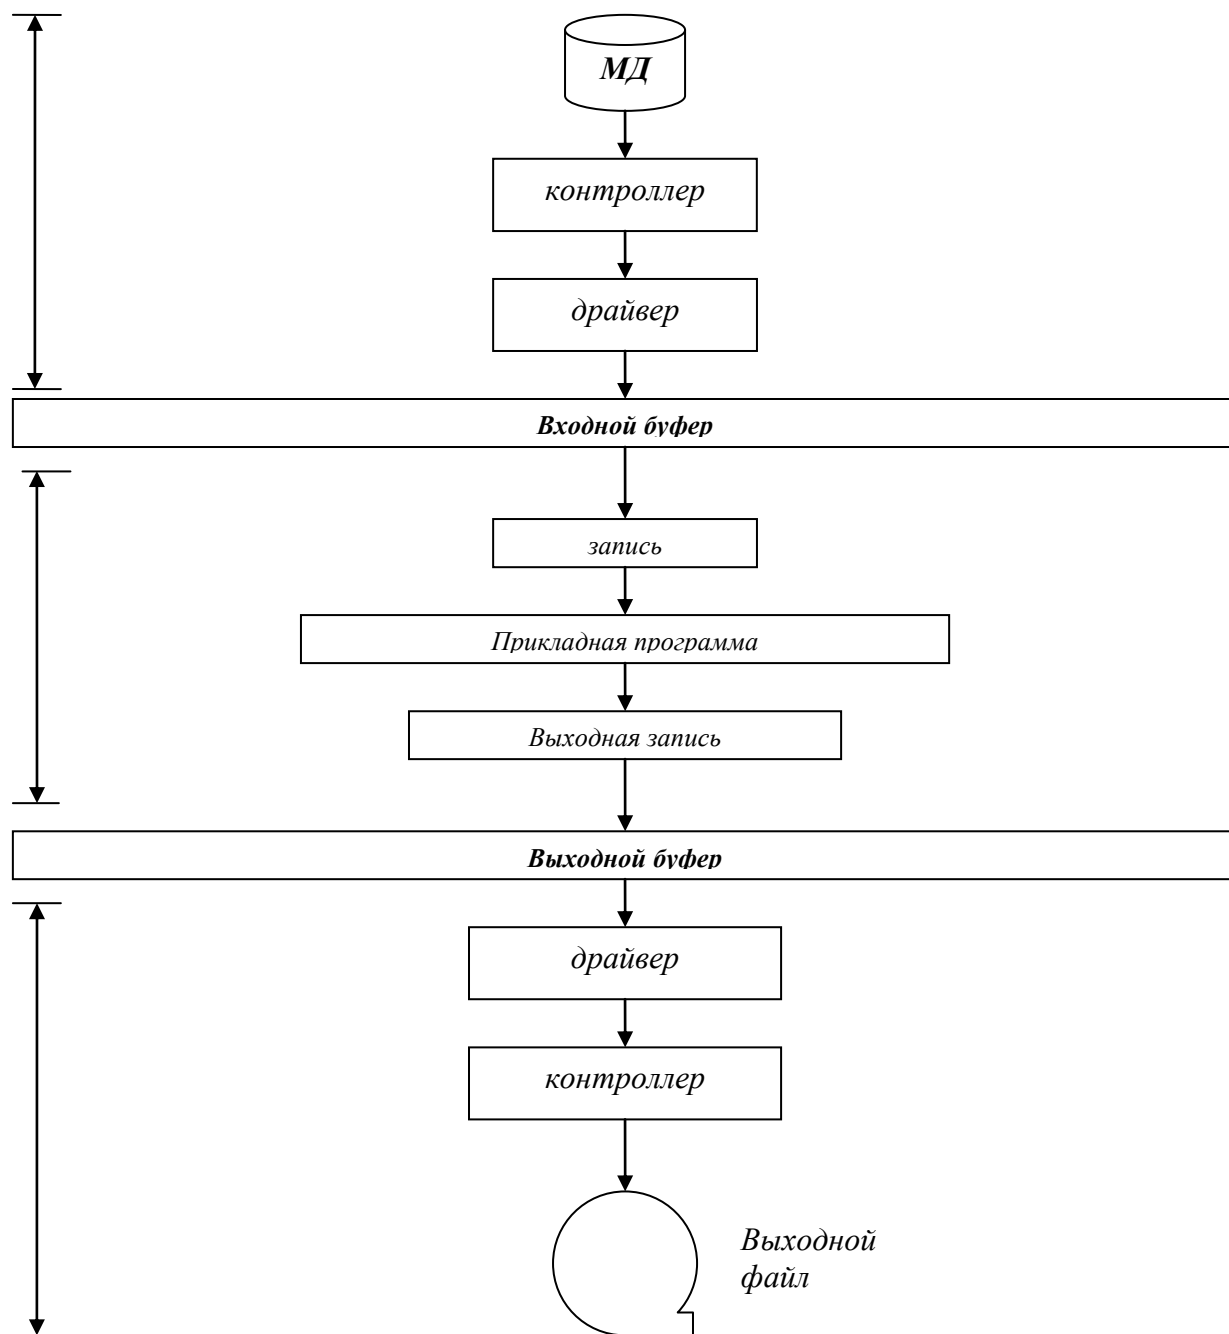 МД
контроллер
драйвер
Входной буфер
запись
Прикладная программа
Выходная запись
Выходной буфер
драйвер
контроллер
Выходной
файл